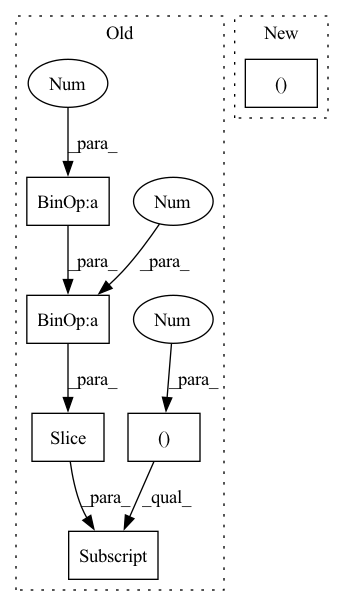 Old
New
Num
()
_para_
BinOp:a
Num
_para_
_para_
BinOp:a
Num
_para_
_para_
Slice
()
_para_
_qual_
Subscript